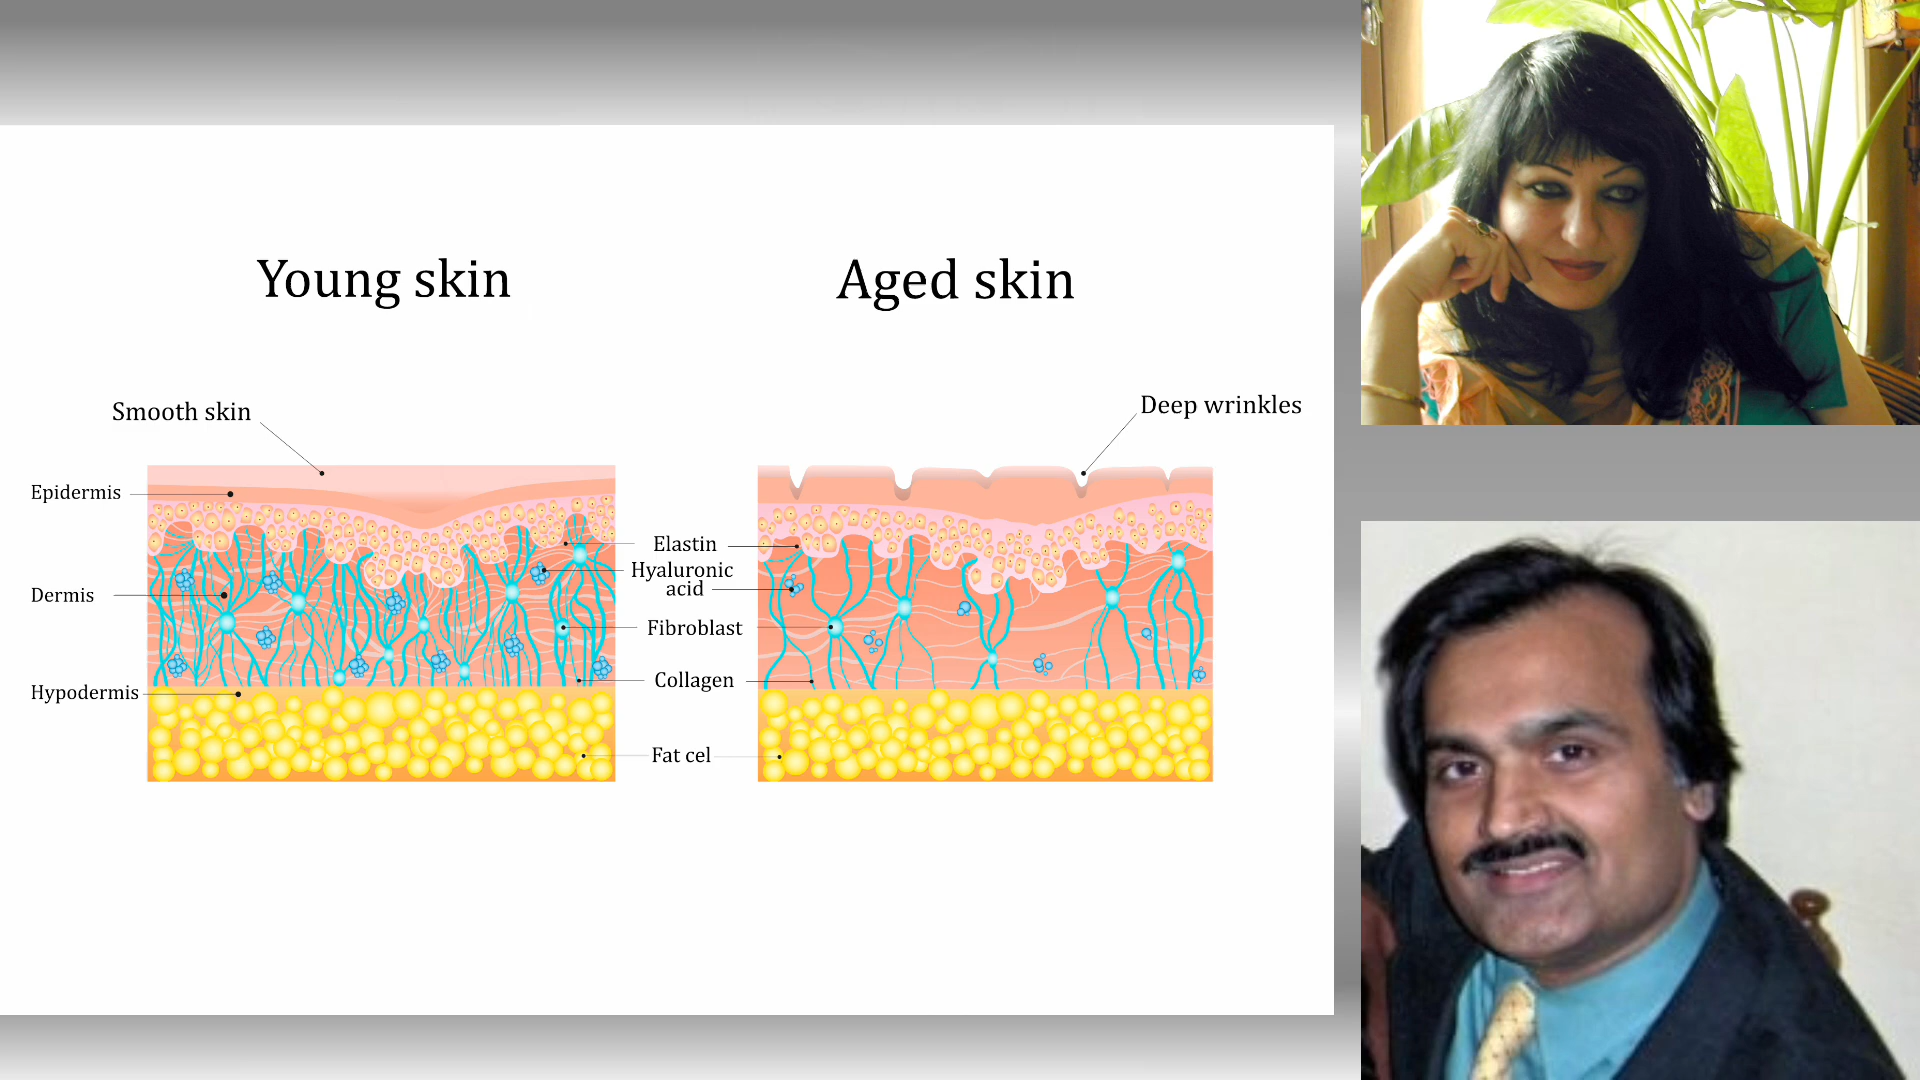 Young skin
Aged skin
Smooth skin
Deep wrinkles
Epidermis
Dermis
Hypodermis
Elastin
Hyaluronic
acid
Fibroblast
Collagen
Fat cel